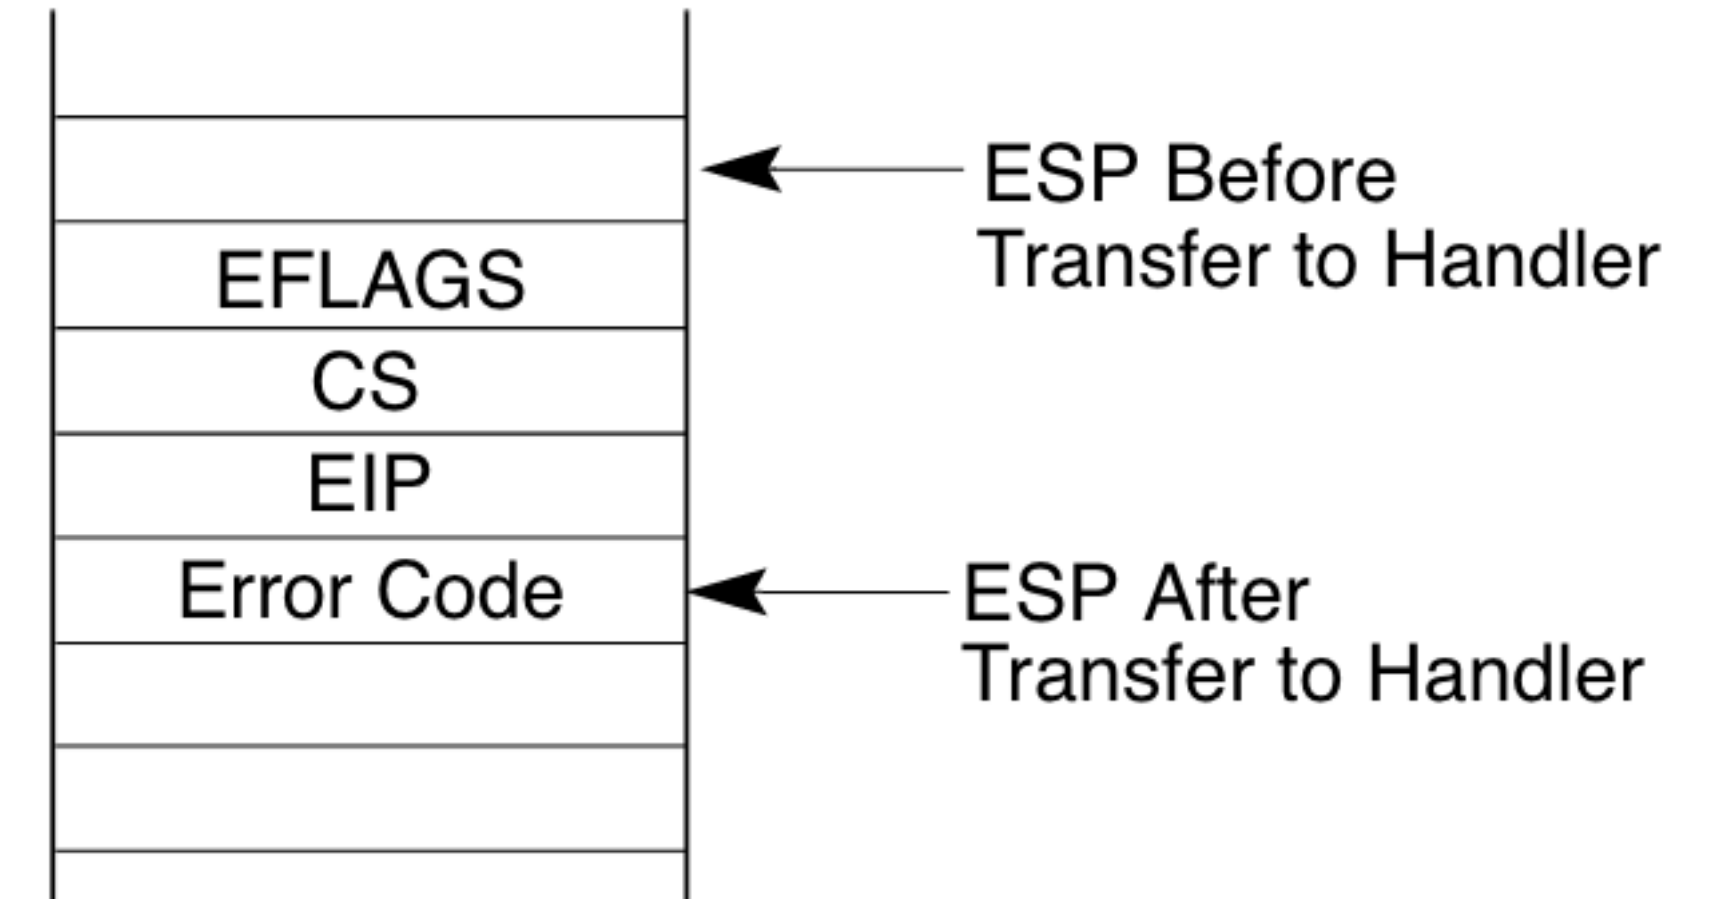 ESP Before
Transfer to Handler
EFLAGS
CS
EIP
Error Code
ESP After
Transfer to Handler